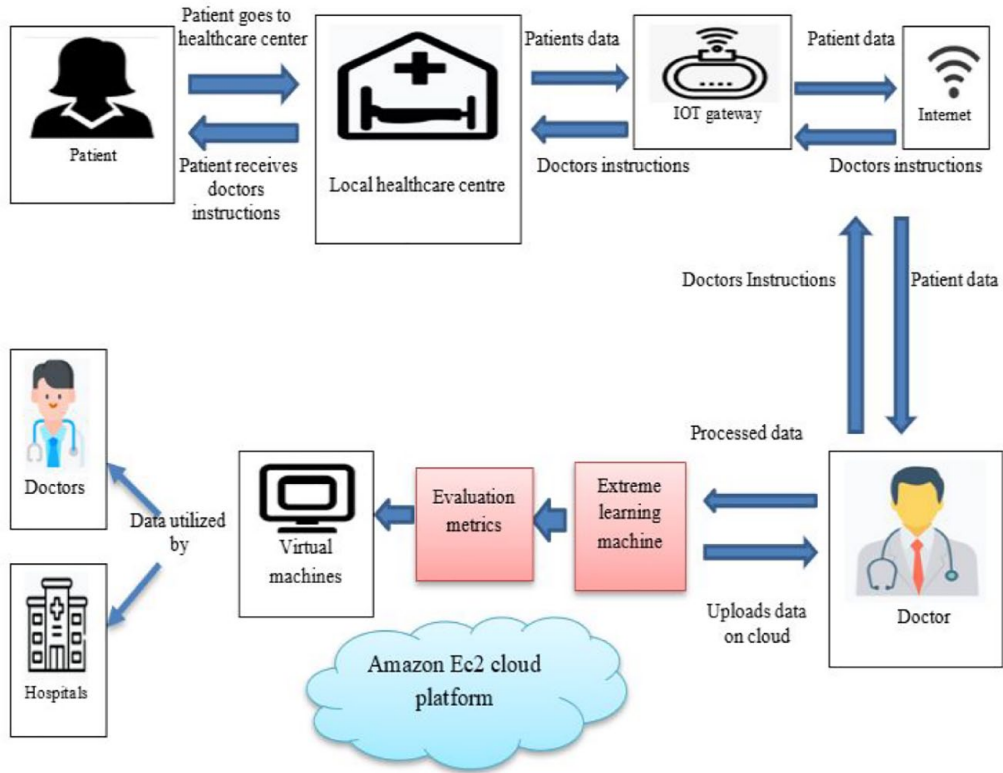 Patient goes to
healthcare center
Patient
Patient receives
doctors
instructions
Local healthcare centre
Patients data
Doctors instructions
IOT gateway
Patient data
Doctors instructions
Internet
Doctors Instructions
Patient data
Doctors
Hospitals
Data utilized
by
Virtual
machines
Evaluation
metrics
Extreme
learning
machine
Processed data
Uploads data
on cloud
Doctor
Amazon Ec2 cloud
platform